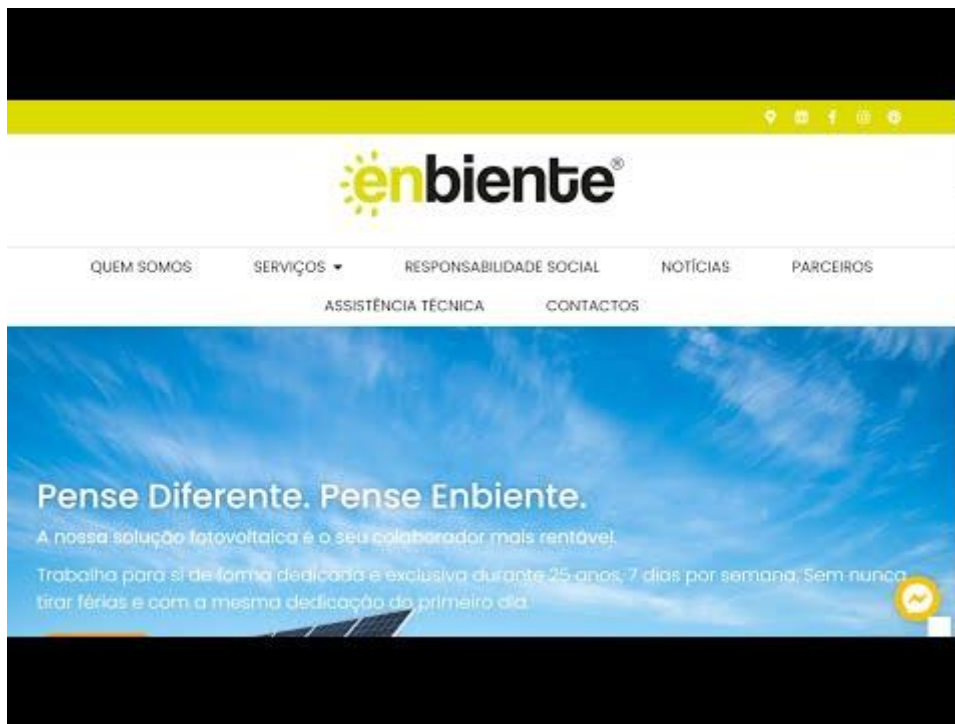 enbiente®
QUEM SOMOS SERVIÇOS RESPONSABILIDADE SOCIAL NOTÍCIAS PARCEIROS
ASSISTÊNCIA TÉCNICA CONTACTOS
Pense Diferente. Pense Enbiente.
A nossa solução fotovoltaica é o seu colaborador mais rentável.
Trabalha para si de forma dedicada e exclusiva durante 25 anos, 7 dias por semana, Sem nunca
tirar férias e com a mesma dedicação do primeiro dia.